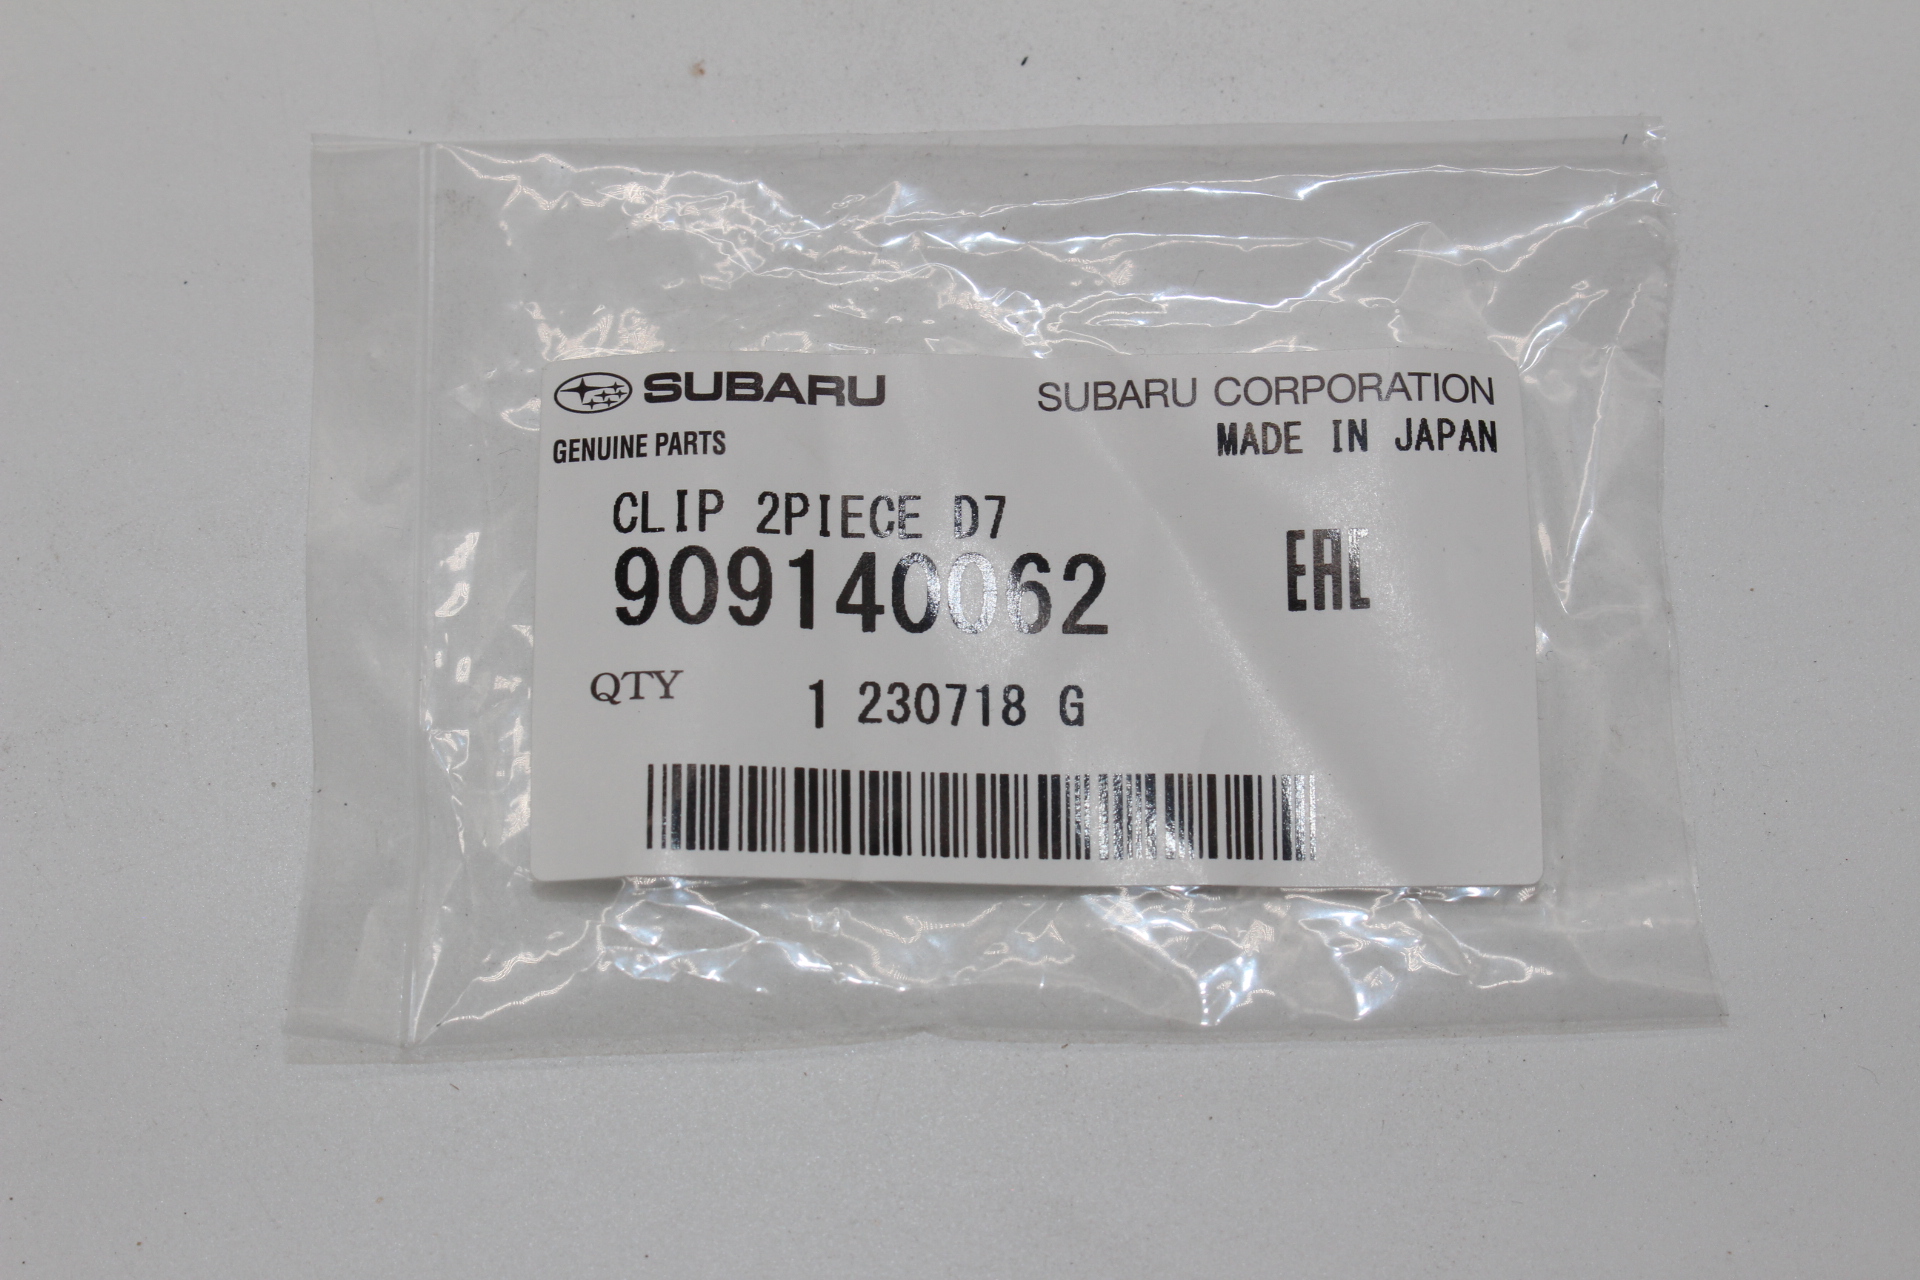 SUBARU SUBARU CORPORATION
GENUINE PARTS MADE IN JAPAN
CLIP 2PIECE D7
909140062 EAC
QTY 1 230718 G